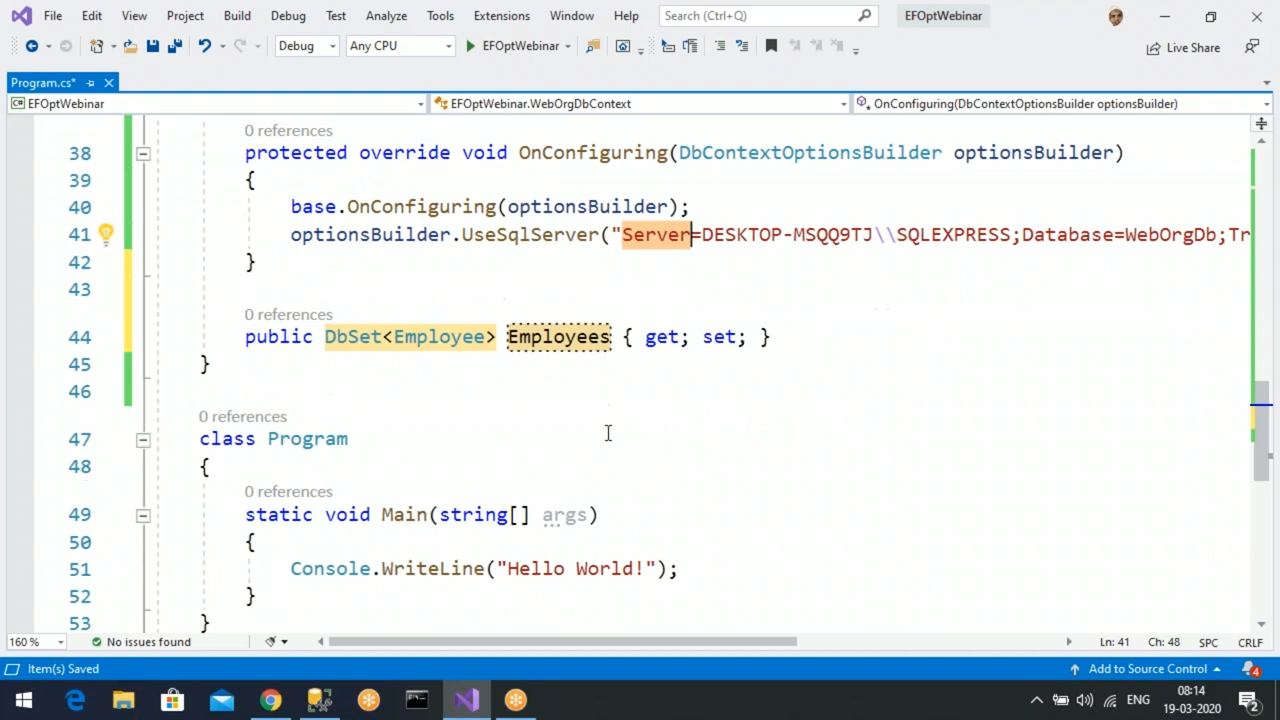 File Edit View Project Build Debug Test Analyze Tools Extensions Window Help Search (Ctrl+Q) EFOptWebinar
Debug Any CPU EFOptWebinar Live Share
Program.cs*
C# EFOptWebinar EFOptWebinar.WebOrgDbContext OnConfiguring(DbContextOptionsBuilder optionsBuilder)
0 references
38 protected override void OnConfiguring(DbContextOptionsBuilder optionsBuilder)
39 {
40 base.OnConfiguring(optionsBuilder);
41 optionsBuilder.UseSqlServer("Server=DESKTOP-MSQQ9TJ\\SQLEXPRESS;Database=WebOrgDb;Tr
42 }
43
0 references
44 public DbSet<Employee> Employees { get; set; }
45 }
46
0 references
47 class Program
48 {
0 references
49 static void Main(string[] args)
50 {
51 Console.WriteLine("Hello World!");
52 }
53 }
160 % No issues found Ln: 41 Ch: 48 SPC CRLF
Item(s) Saved Add to Source Control 4
ENG 08:14
19-03-2020 2